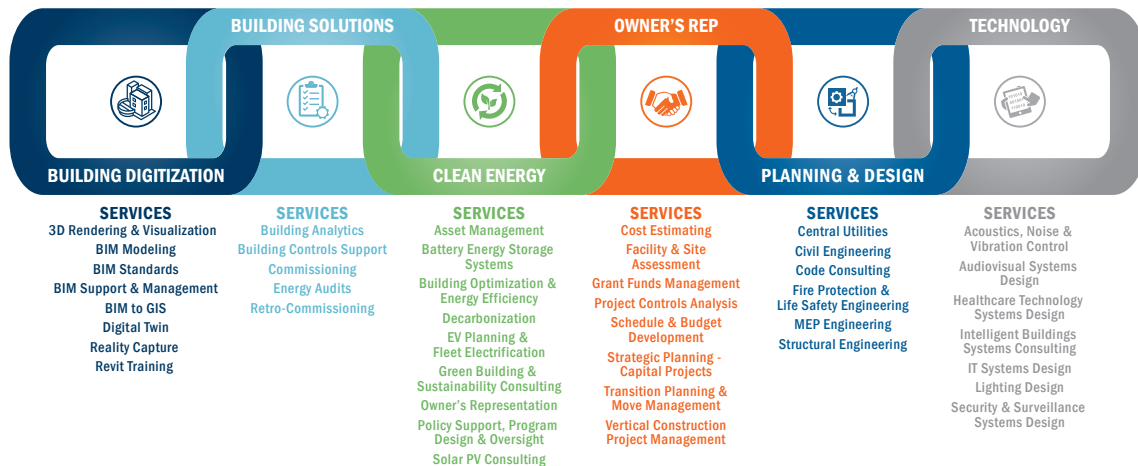 BUILDING SOLUTIONS
OWNER'S REP
TECHNOLOGY
BUILDING DIGITIZATION
CLEAN ENERGY
PLANNING & DESIGN
SERVICES
3D Rendering & Visualization
BIM Modeling
BIM Standards
BIM Support & Management
BIM to GIS
Digital Twin
Reality Capture
Revit Training
SERVICES
Building Analytics
Building Controls Support
Commissioning
Energy Audits
Retro-Commissioning
SERVICES
Asset Management
Battery Energy Storage
Systems
Building Optimization &
Energy Efficiency
Decarbonization
EV Planning &
Fleet Electrification
Green Building &
Sustainability Consulting
Owner's Representation
Policy Support, Program
Design & Oversight
Solar PV Consulting
SERVICES
Cost Estimating
Facility & Site
Assessment
Grant Funds Management
Project Controls Analysis
Schedule & Budget
Development
Strategic Planning -
Capital Projects
Transition Planning &
Move Management
Vertical Construction
Project Management
SERVICES
Central Utilities
Civil Engineering
Code Consulting
Fire Protection &
Life Safety Engineering
MEP Engineering
Structural Engineering
SERVICES
Acoustics, Noise &
Vibration Control
Audiovisual Systems
Design
Healthcare Technology
Systems Design
Intelligent Buildings
Systems Consulting
IT Systems Design
Lighting Design
Security & Surveillance
Systems Design